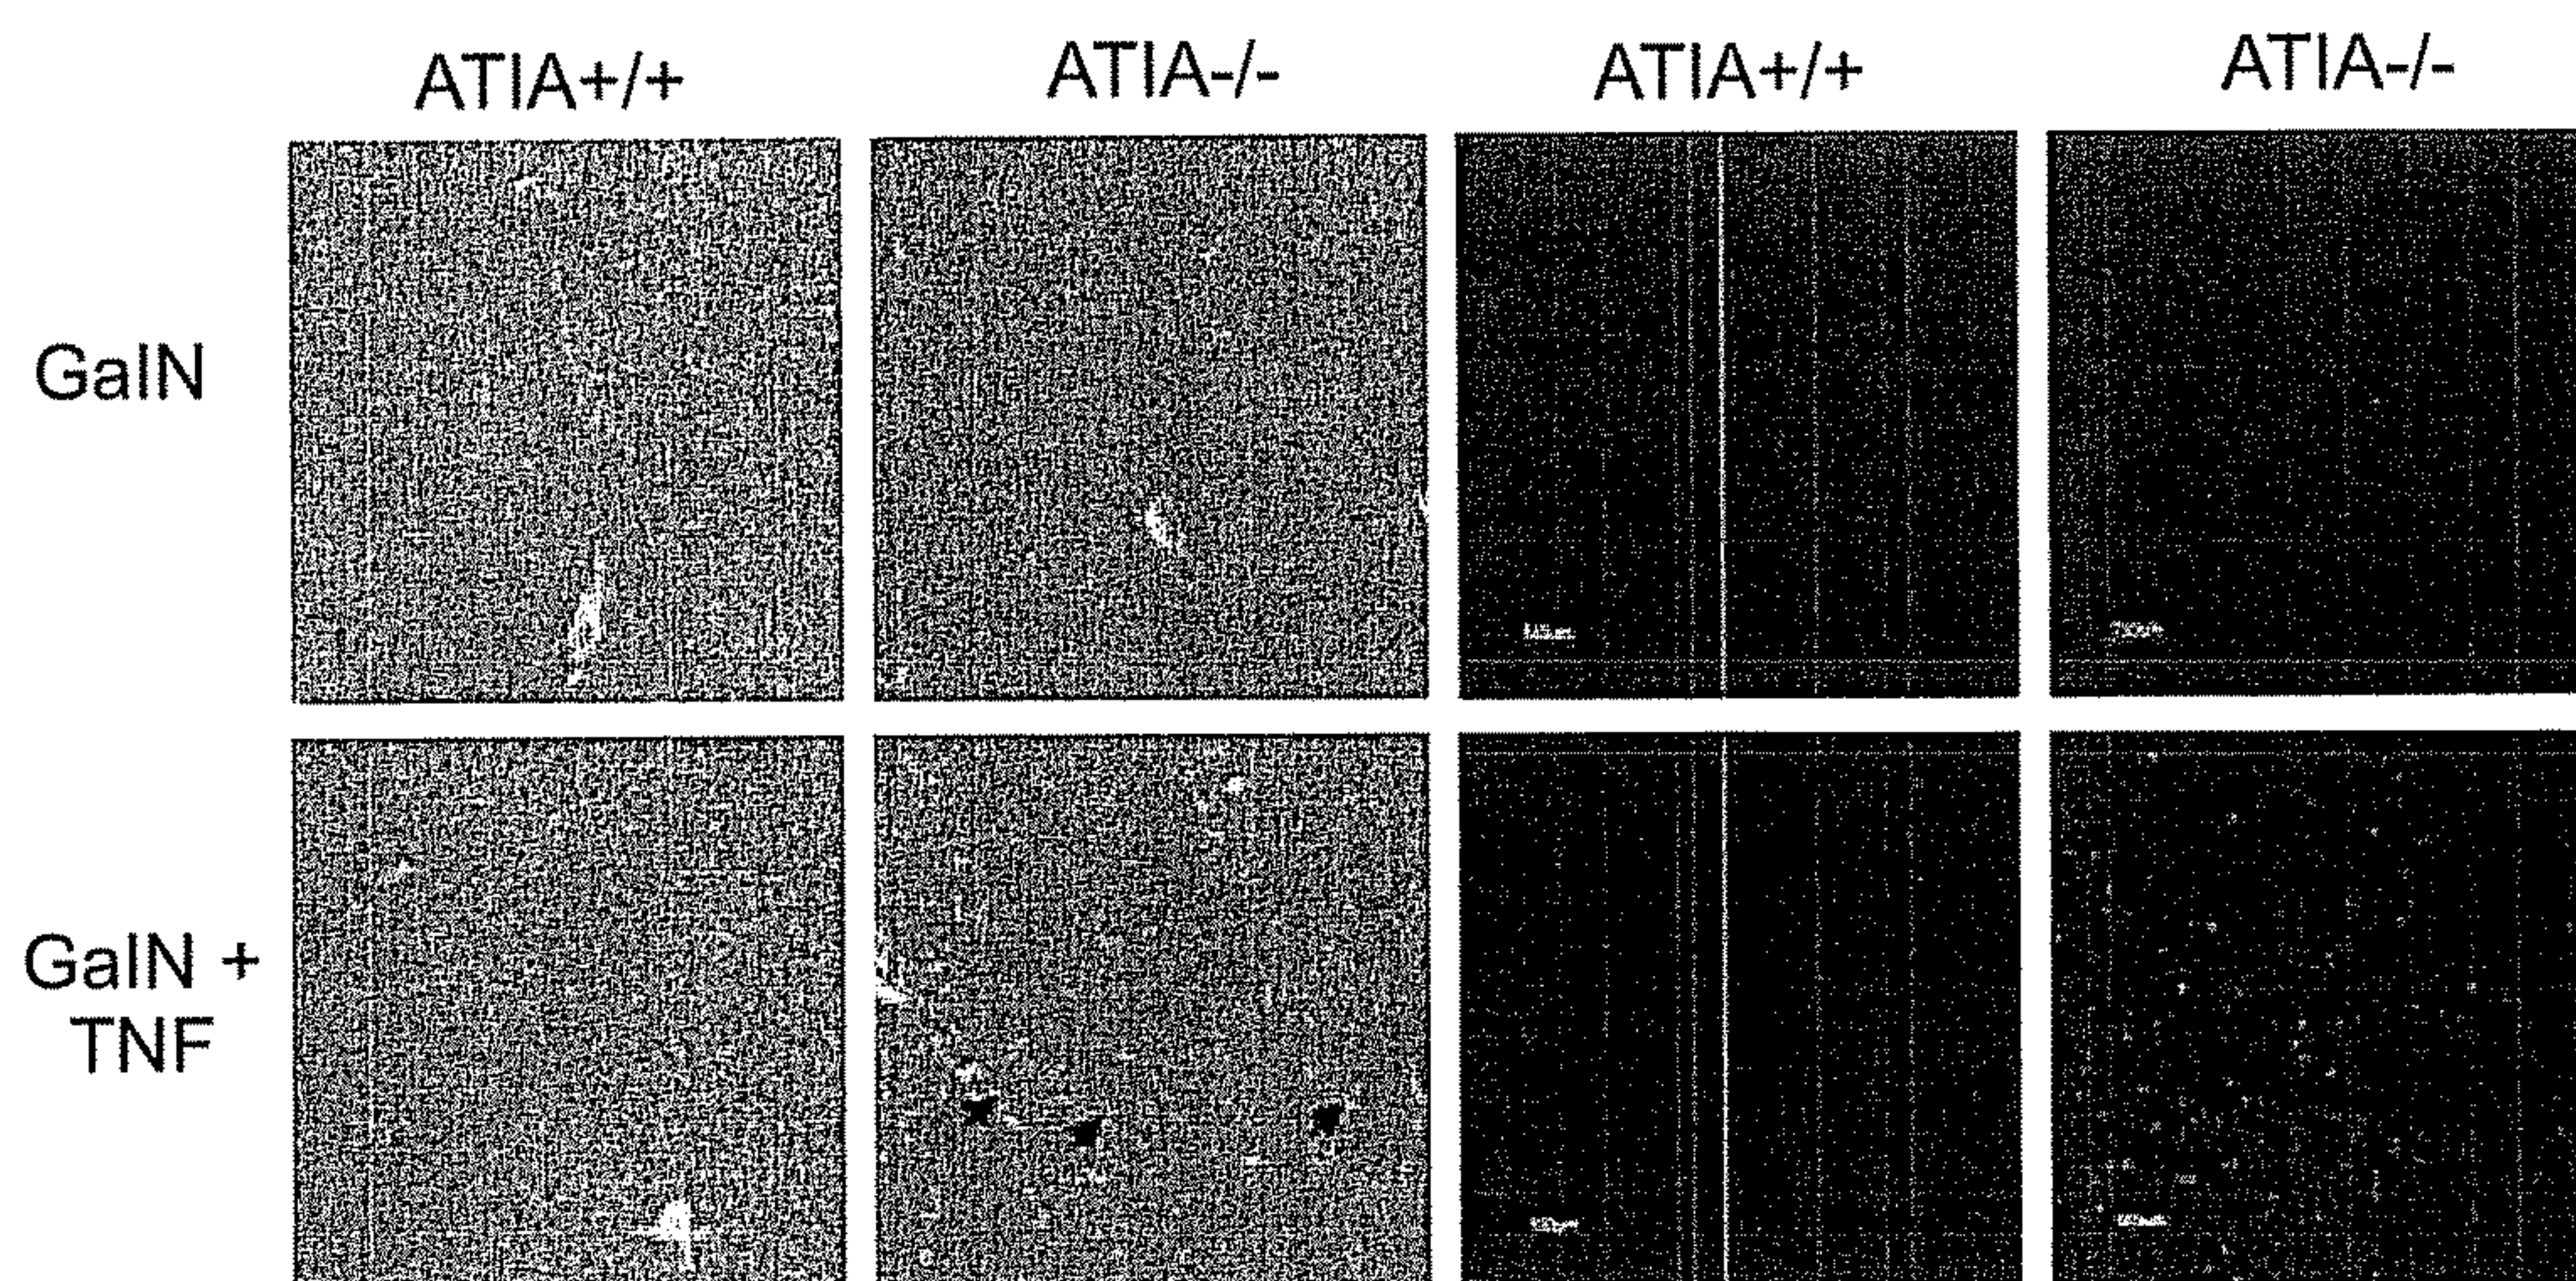 ATIA+/+ ATIA-/- ATIA+/+ ATIA-/-
GalN
GalN +
TNF